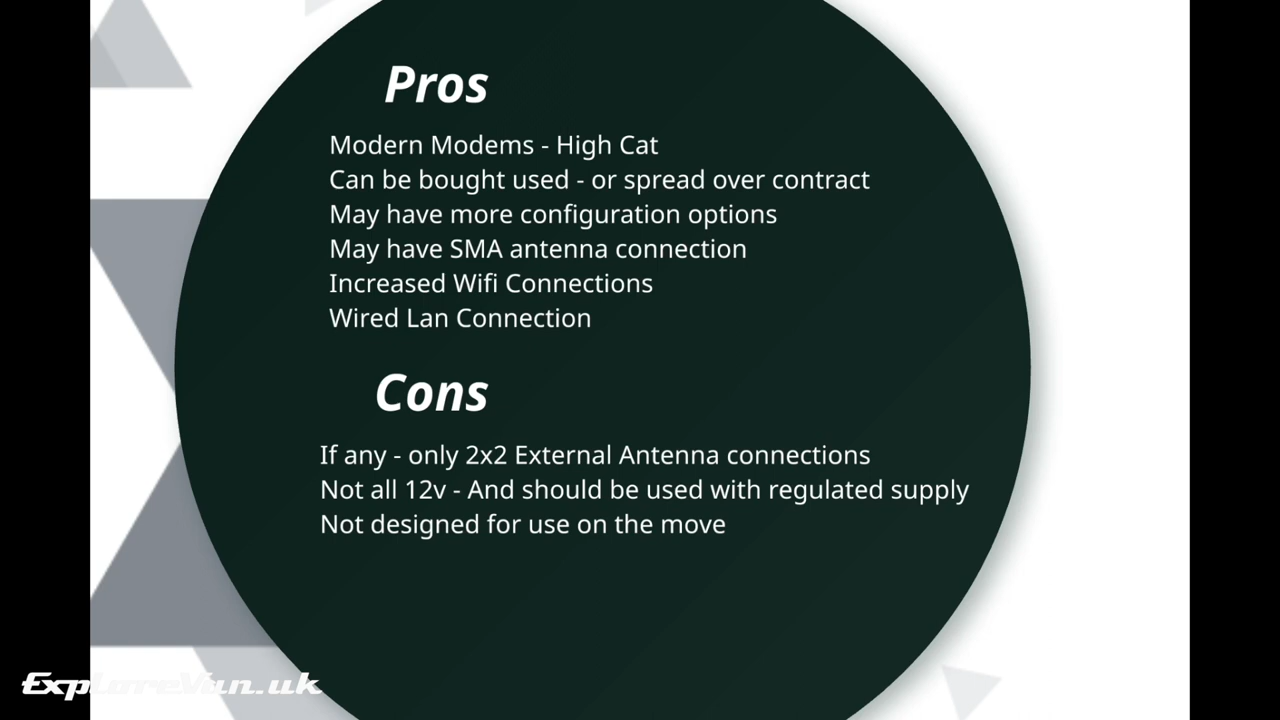 Pros
Modern Modems - High Cat
Can be bought used - or spread over contract
May have more configuration options
May have SMA antenna connection
Increased Wifi Connections
Wired Lan Connection
Cons
If any - only 2x2 External Antenna connections
Not all 12v - And should be used with regulated supply
Not designed for use on the move
ExploreVan.uk